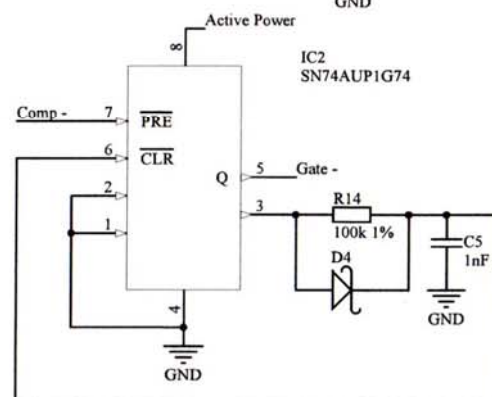 GND
Active Power
8
IC2
SN74AUP1G74
Comp -
7
PRE
6
CLR
2
Q
5
Gate -
1
3
R14
100k 1%
D4
C5
1nF
4
GND
GND